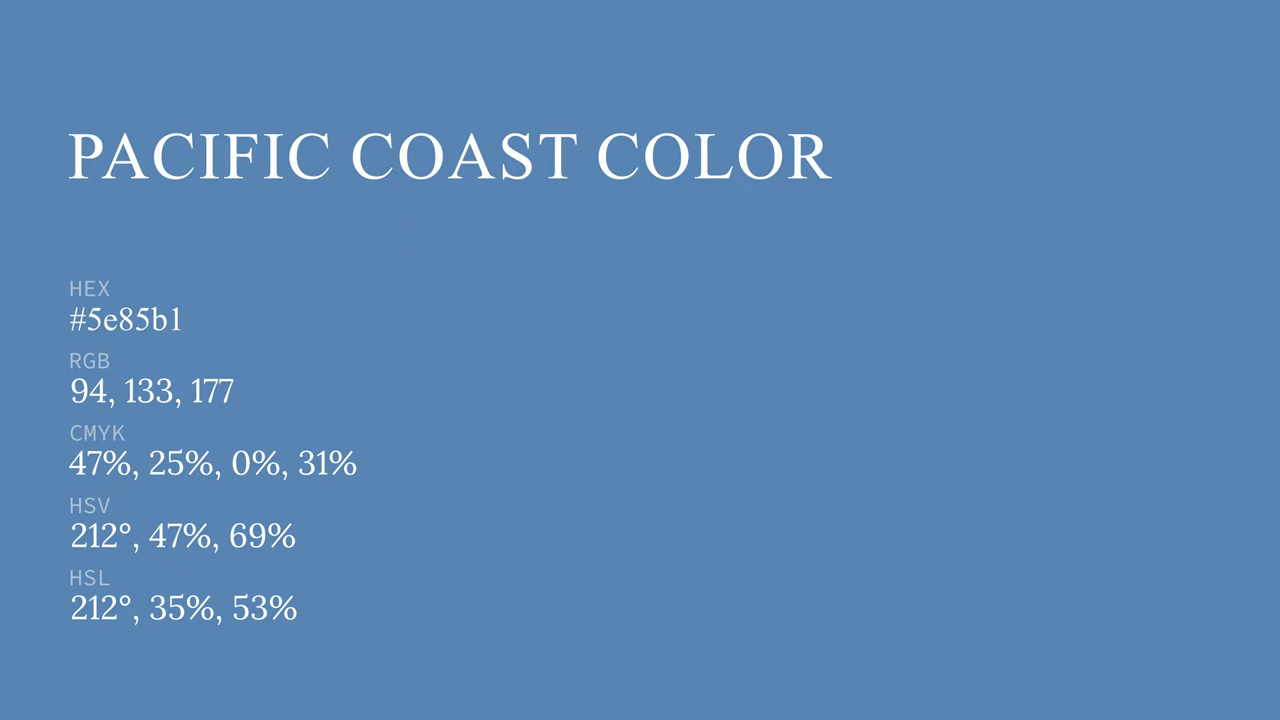 PACIFIC COAST COLOR
HEX
#5e85b1
RGB
94, 133, 177
CMYK
47%, 25%, 0%, 31%
HSV
212°, 47%, 69%
HSL
212°, 35%, 53%